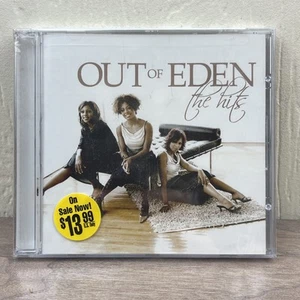 OUT OF EDEN
the hits
On
Sale Now!
$13.99